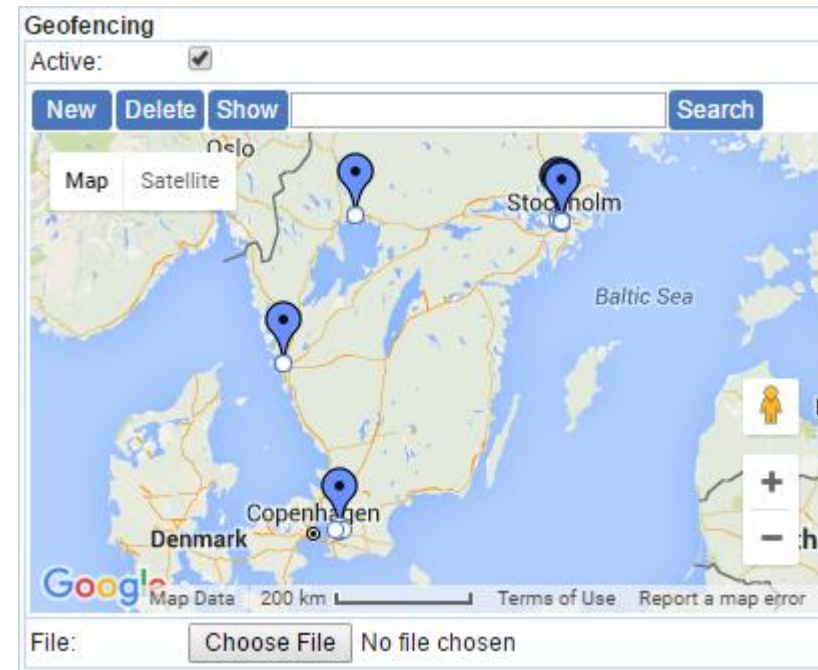 Geofencing
Active:
New Delete Show Search
Oslo
Map Satellite
Stockholm
Baltic Sea
Copenhagen
Denmark
Google
Map Data 200 km Terms of Use Report a map error
File: Choose File No file chosen